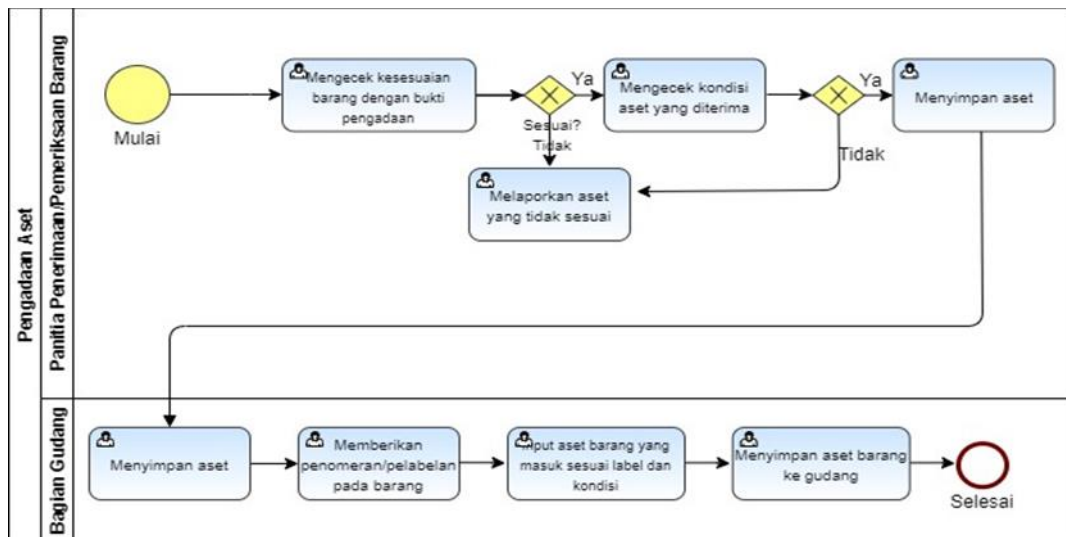 Pengadaan Aset
Panitia Penerimaan/Pemeriksaan Barang
Mulai
Mengecek kesesuaian
barang dengan bukti
pengadaan
Sesuai?
Ya
Tidak
Mengecek kondisi
aset yang diterima
Ya
Tidak
Menyimpan aset
Melaporkan aset
yang tidak sesuai
Bagian Gudang
Menyimpan aset
Memberikan
penomeran/pelabelan
pada barang
Input aset barang yang
masuk sesuai label dan
kondisi
Menyimpan aset barang
ke gudang
Selesai